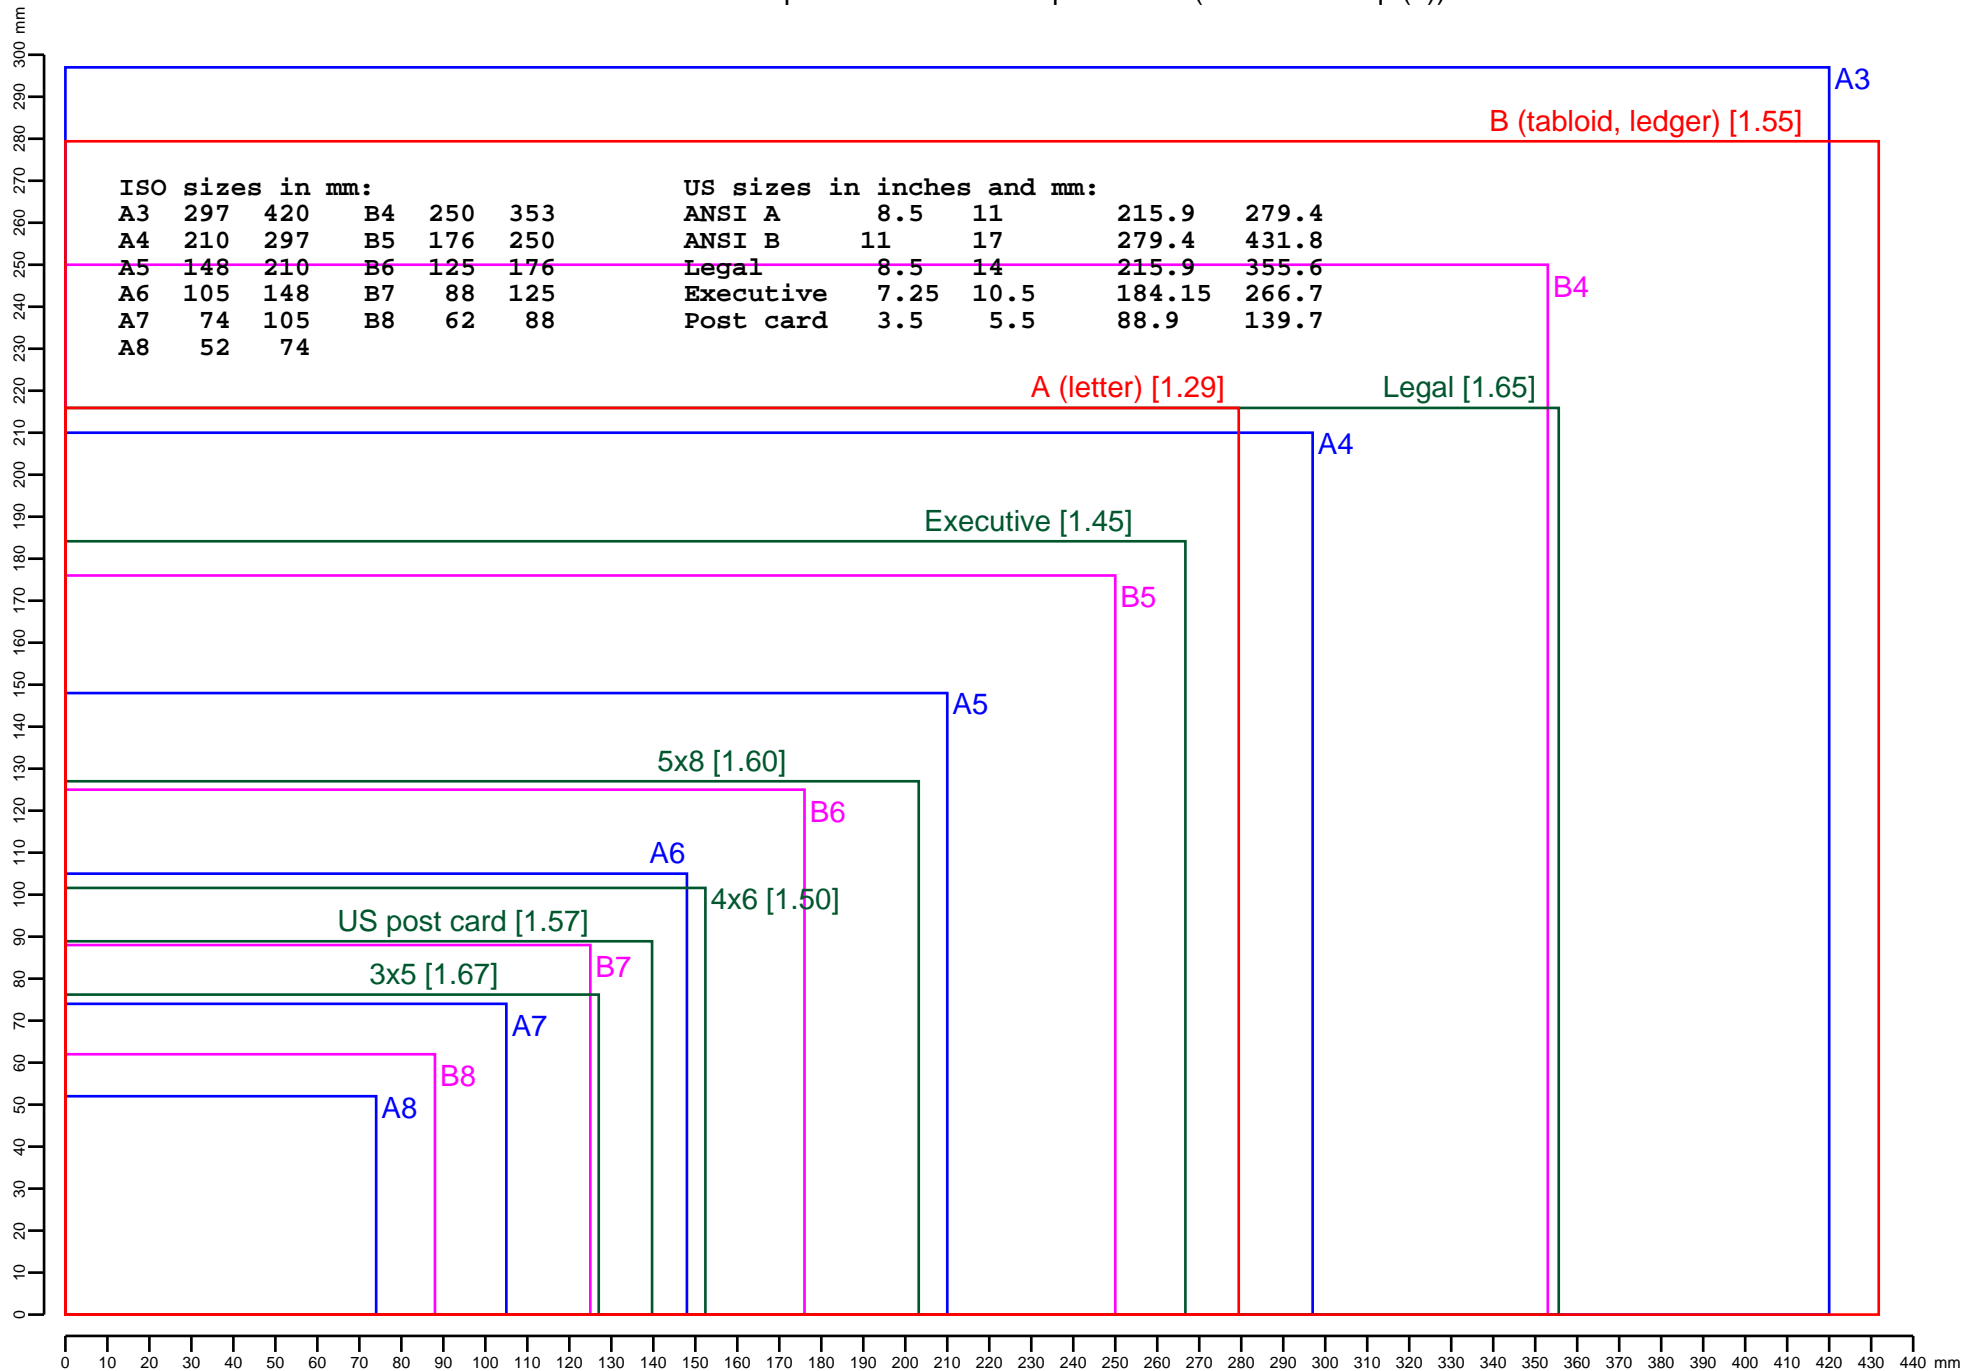 mm
300
290
280
270
260
250
240
230
220
210
200
190
180
170
160
150
140
130
120
110
100
90
80
70
60
50
40
30
20
10
0
A3
B (tabloid, ledger) [1.55]
ISO sizes in mm:
A3 297 420 B4 250 353
A4 210 297 B5 176 250
A5 148 210 B6 125 176
A6 105 148 B7 88 125
A7 74 105 B8 62 88
A8 52 74
US sizes in inches and mm:
ANSI A 8.5 11 215.9 279.4
ANSI B 11 17 279.4 431.8
Legal 8.5 14 215.9 355.6
Executive 7.25 10.5 184.15 266.7
Post card 3.5 5.5 88.9 139.7
B4
A (letter) [1.29]
Legal [1.65]
A4
Executive [1.45]
B5
A5
5x8 [1.60]
B6
A6
4x6 [1.50]
US post card [1.57]
B7
3x5 [1.67]
A7
B8
A8
0 10 20 30 40 50 60 70 80 90 100 110 120 130 140 150 160 170 180 190 200 210 220 230 240 250 260 270 280 290 300 310 320 330 340 350 360 370 380 390 400 410 420 430 440 mm